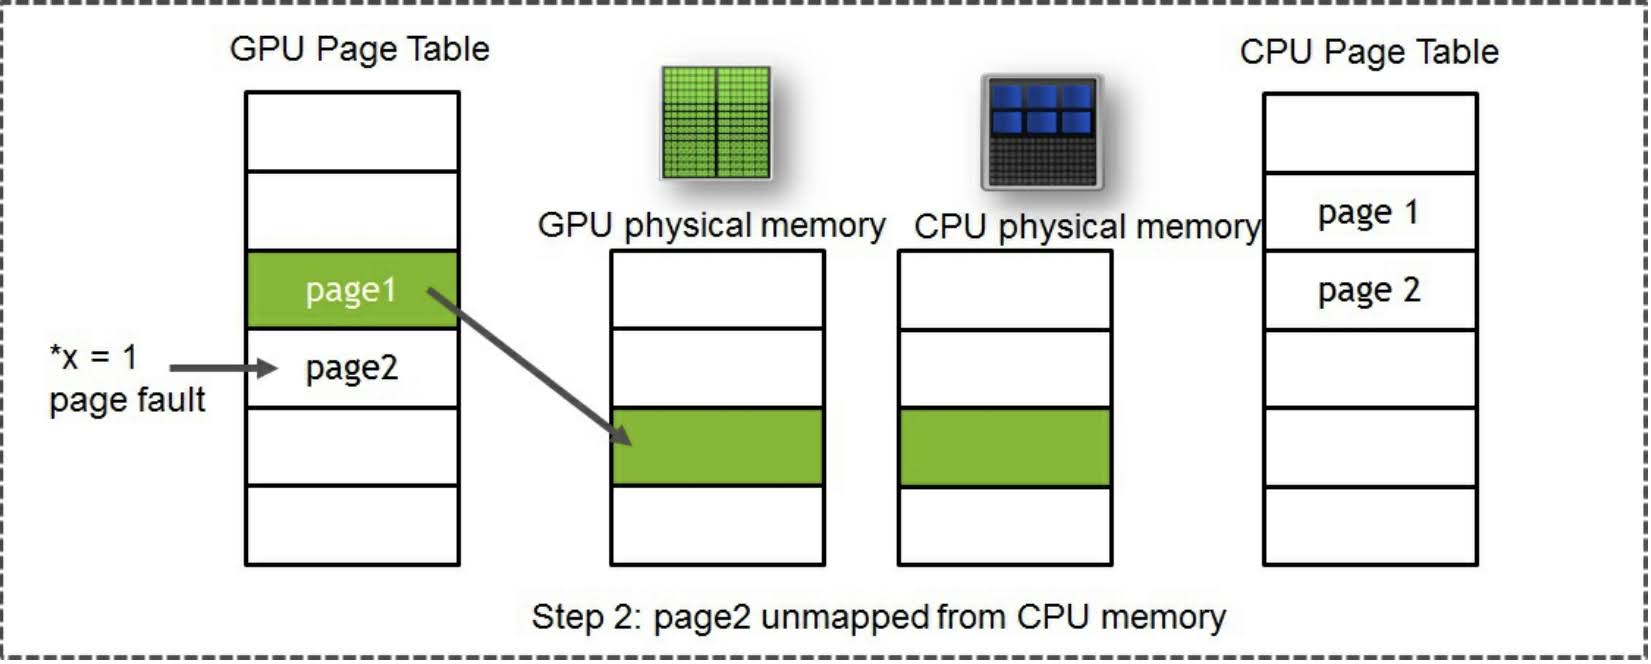 GPU Page Table
CPU Page Table
GPU physical memory
CPU physical memory
page 1
page1
page 2
*x = 1
page fault
page2
Step 2: page2 unmapped from CPU memory